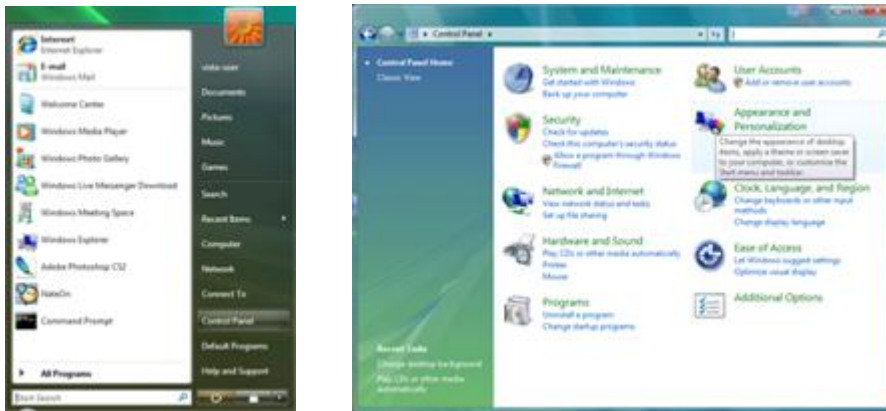 Internet
Internet Explorer
E-mail
Windows Mail
Welcome Center
Windows Media Player
Windows Photo Gallery
Windows Live Messenger Download
Windows Meeting Space
Windows Explorer
Adobe Photoshop CS2
NateOn
Command Prompt
All Programs
Start Search
vista user
Documents
Pictures
Music
Games
Search
Recent Items
Computer
Network
Connect To
Control Panel
Default Programs
Help and Support
Control Panel
Control Panel Home
Classic View
System and Maintenance
Get started with Windows
Back up your computer
Security
Check for updates
Check this computer's security status
Allow a program through Windows
Firewall
Network and Internet
View network status and tasks
Set up file sharing
Hardware and Sound
Play CDs or other media automatically
Printer
Mouse
Programs
Uninstall a program
Change startup programs
User Accounts
Add or remove user accounts
Appearance and
Personalization
Change the appearance of desktop
items, apply a theme or screen saver
to your computer, or customize the
Start menu and taskbar.
Clock, Language, and Region
Change keyboards or other input
methods
Change display language
Ease of Access
Let Windows suggest settings
Optimize visual display
Additional Options
Recent Tasks
Change desktop background
Play CDs or other media
automatically